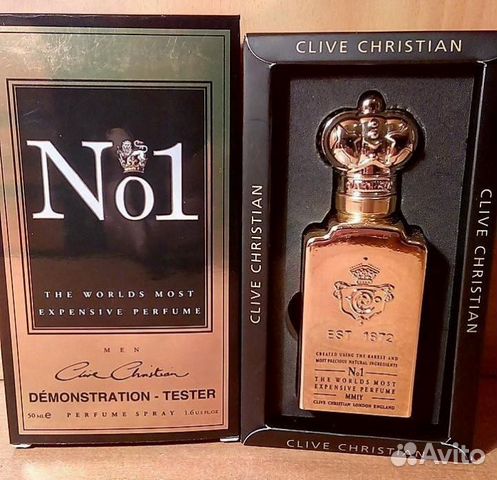 No1
THE WORLDS MOST
EXPENSIVE PERFUME
MEN
Clive Christian
DÉMONSTRATION - TESTER
50 ML e PERFUME SPRAY 1.6 US FL OZ
CLIVE CHRISTIAN
CLIVE CHRISTIAN
EST 1872
CREATED USING THE RAREST AND
MOST PRECIOUS NATURAL INGREDIENTS
No1
THE WORLDS MOST
EXPENSIVE PERFUME
MMIV
CLIVE CHRISTIAN LONDON ENGLAND
CLIVE CHRISTIAN
CLIVE CHRISTIAN
Avito